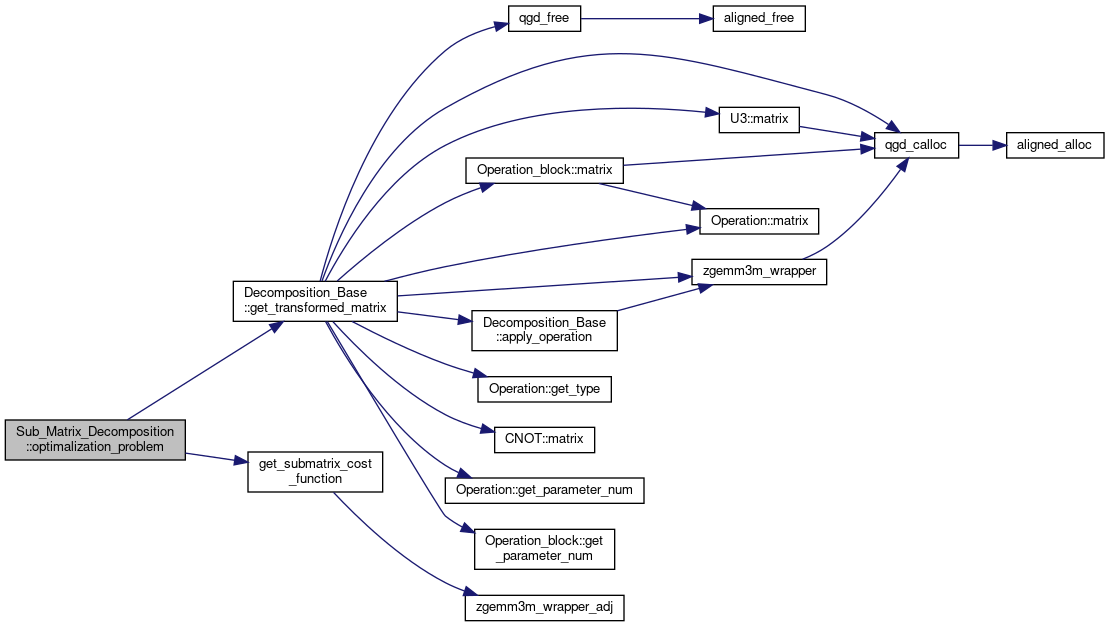 qgd_free
aligned_free
U3::matrix
qgd_calloc
aligned_alloc
Operation_block::matrix
Operation::matrix
zgemm3m_wrapper
Decomposition_Base
::get_transformed_matrix
Decomposition_Base
::apply_operation
Operation::get_type
Sub_Matrix_Decomposition
::optimalization_problem
CNOT::matrix
get_submatrix_cost
_function
Operation::get_parameter_num
Operation_block::get
_parameter_num
zgemm3m_wrapper_adj